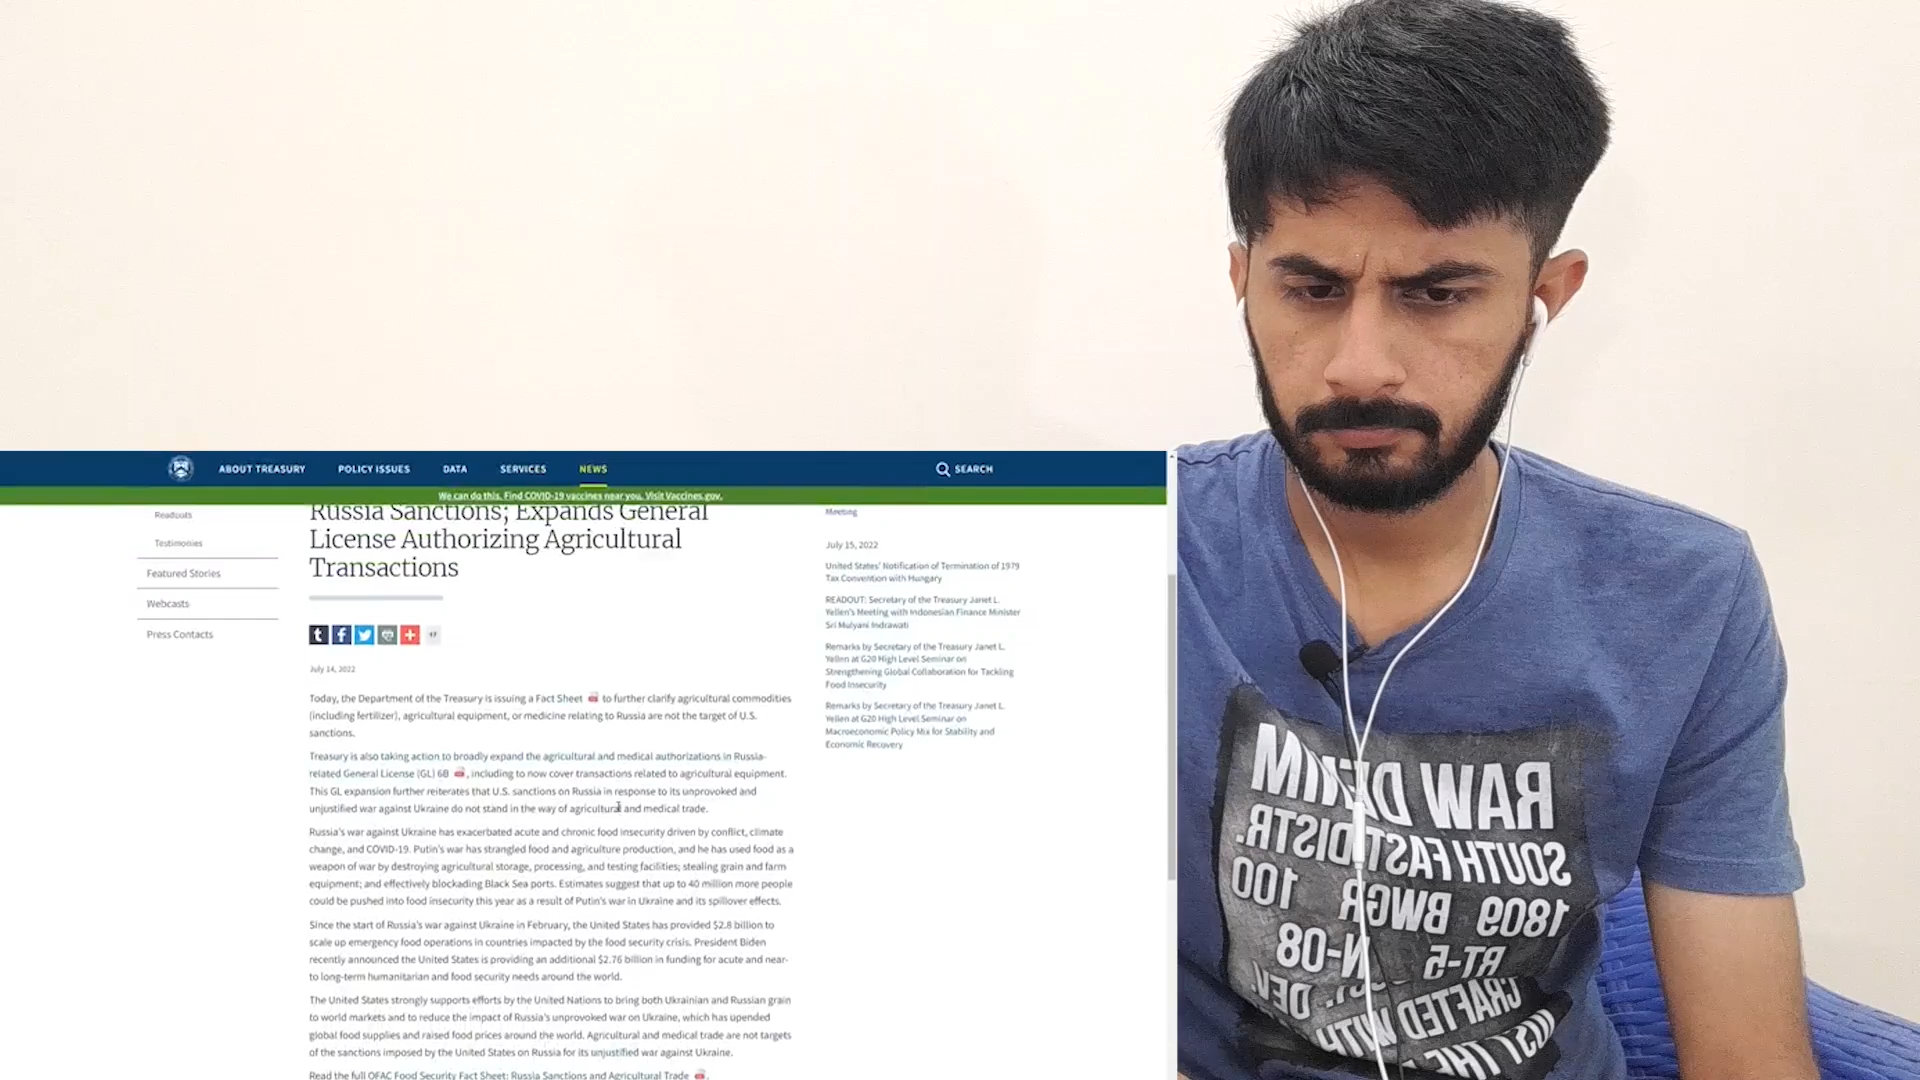 ABOUT TREASURY POLICY ISSUES DATA SERVICES NEWS SEARCH
We can do this. Find COVID-19 vaccines near you. Visit Vaccines.gov.
Readouts
Testimonies
Featured Stories
Webcasts
Press Contacts
Russia Sanctions; Expands General
License Authorizing Agricultural
Transactions
July 14, 2022
Today, the Department of the Treasury is issuing a Fact Sheet to further clarify agricultural commodities
(including fertilizer), agricultural equipment, or medicine relating to Russia are not the target of U.S.
sanctions.
Treasury is also taking action to broadly expand the agricultural and medical authorizations in Russia-
related General License (GL) 6B , including to now cover transactions related to agricultural equipment.
This GL expansion further reiterates that U.S. sanctions on Russia in response to its unprovoked and
unjustified war against Ukraine do not stand in the way of agricultural and medical trade.
Russia's war against Ukraine has exacerbated acute and chronic food insecurity driven by conflict, climate
change, and COVID-19. Putin's war has strangled food and agriculture production, and he has used food as a
weapon of war by destroying agricultural storage, processing, and testing facilities; stealing grain and farm
equipment; and effectively blockading Black Sea ports. Estimates suggest that up to 40 million more people
could be pushed into food insecurity this year as a result of Putin's war in Ukraine and its spillover effects.
Since the start of Russia's war against Ukraine in February, the United States has provided $2.8 billion to
scale up emergency food operations in countries impacted by the food security crisis. President Biden
recently announced the United States is providing an additional $2.76 billion in funding for acute and near-
to long-term humanitarian and food security needs around the world.
The United States strongly supports efforts by the United Nations to bring both Ukrainian and Russian grain
to world markets and to reduce the impact of Russia's unprovoked war on Ukraine, which has upended
global food supplies and raised food prices around the world. Agricultural and medical trade are not targets
of the sanctions imposed by the United States on Russia for its unjustified war against Ukraine.
Read the full OFAC Food Security Fact Sheet: Russia Sanctions and Agricultural Trade .
Meeting
July 15, 2022
United States' Notification of Termination of 1979
Tax Convention with Hungary
READOUT: Secretary of the Treasury Janet L.
Yellen's Meeting with Indonesian Finance Minister
Sri Mulyani Indrawati
Remarks by Secretary of the Treasury Janet L.
Yellen at G20 High Level Seminar on
Strengthening Global Collaboration for Tackling
Food Insecurity
Remarks by Secretary of the Treasury Janet L.
Yellen at G20 High Level Seminar on
Macroeconomic Policy Mix for Stability and
Economic Recovery
RAW DENIM
SOUTH EAST DISTR.
1809 BWGR 100
RT-5 N-08
DEV.
CRAFTED WITH
JUST THE